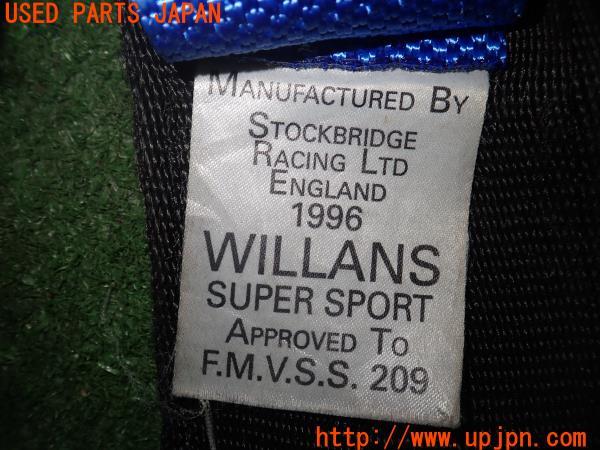 USED PARTS JAPAN
MANUFACTURED BY
STOCKBRIDGE
RACING LTD
ENGLAND
1996
WILLANS
SUPER SPORT
APPROVED TO
F.M.V.S.S. 209
http://www.upjpn.com/